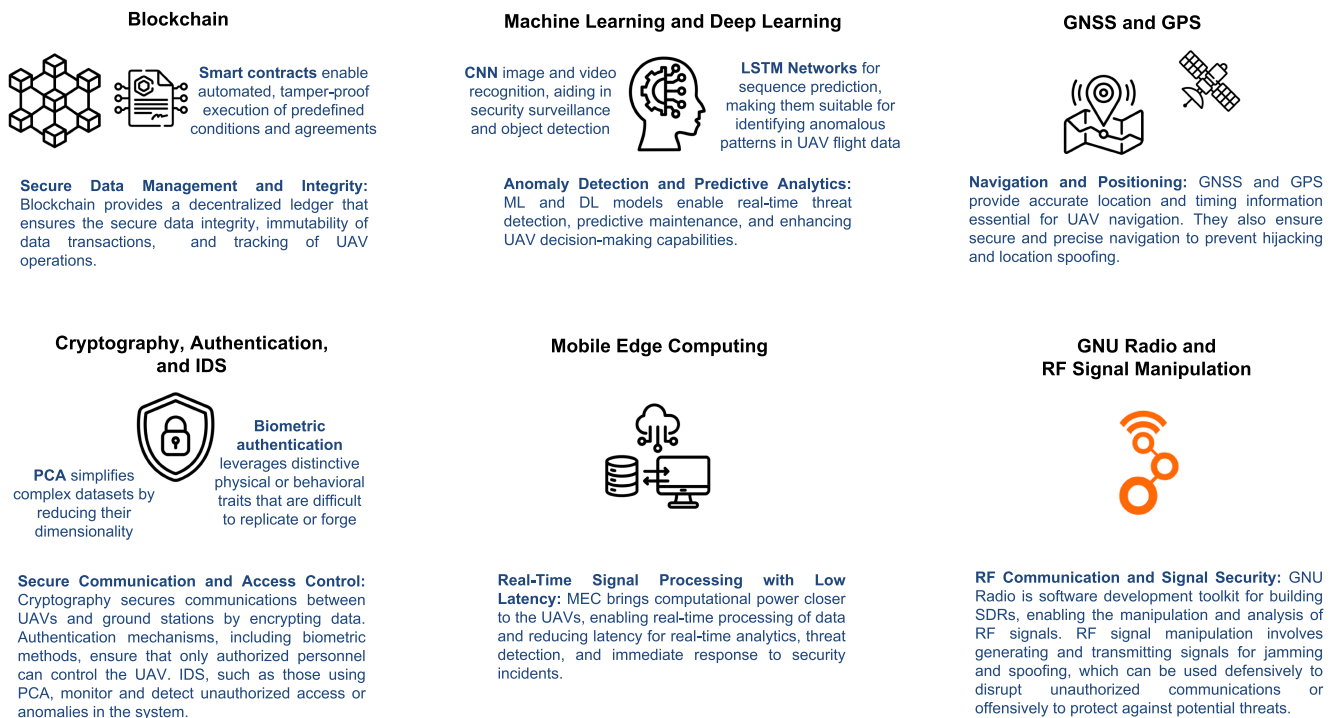 Blockchain
Smart contracts enable
automated, tamper-proof
execution of predefined
conditions and agreements
Secure Data Management and Integrity:
Blockchain provides a decentralized ledger that
ensures the secure data integrity, immutability of
data transactions, and tracking of UAV
operations.
Machine Learning and Deep Learning
CNN image and video
recognition, aiding in
security surveillance
and object detection
LSTM Networks for
sequence prediction,
making them suitable for
identifying anomalous
patterns in UAV flight data
Anomaly Detection and Predictive Analytics:
ML and DL models enable real-time threat
detection, predictive maintenance, and enhancing
UAV decision-making capabilities.
GNSS and GPS
Navigation and Positioning: GNSS and GPS
provide accurate location and timing information
essential for UAV navigation. They also ensure
secure and precise navigation to prevent hijacking
and location spoofing.
Cryptography, Authentication,
and IDS
PCA simplifies
complex datasets by
reducing their
dimensionality
Biometric
authentication
leverages distinctive
physical or behavioral
traits that are difficult
to replicate or forge
Secure Communication and Access Control:
Cryptography secures communications between
UAVs and ground stations by encrypting data.
Authentication mechanisms, including biometric
methods, ensure that only authorized personnel
can control the UAV. IDS, such as those using
PCA, monitor and detect unauthorized access or
anomalies in the system.
Mobile Edge Computing
Real-Time Signal Processing with Low
Latency: MEC brings computational power closer
to the UAVs, enabling real-time processing of data
and reducing latency for real-time analytics, threat
detection, and immediate response to security
incidents.
GNU Radio and
RF Signal Manipulation
RF Communication and Signal Security: GNU
Radio is software development toolkit for building
SDRs, enabling the manipulation and analysis of
RF signals. RF signal manipulation involves
generating and transmitting signals for jamming
and spoofing, which can be used defensively to
disrupt unauthorized communications or
offensively to protect against potential threats.